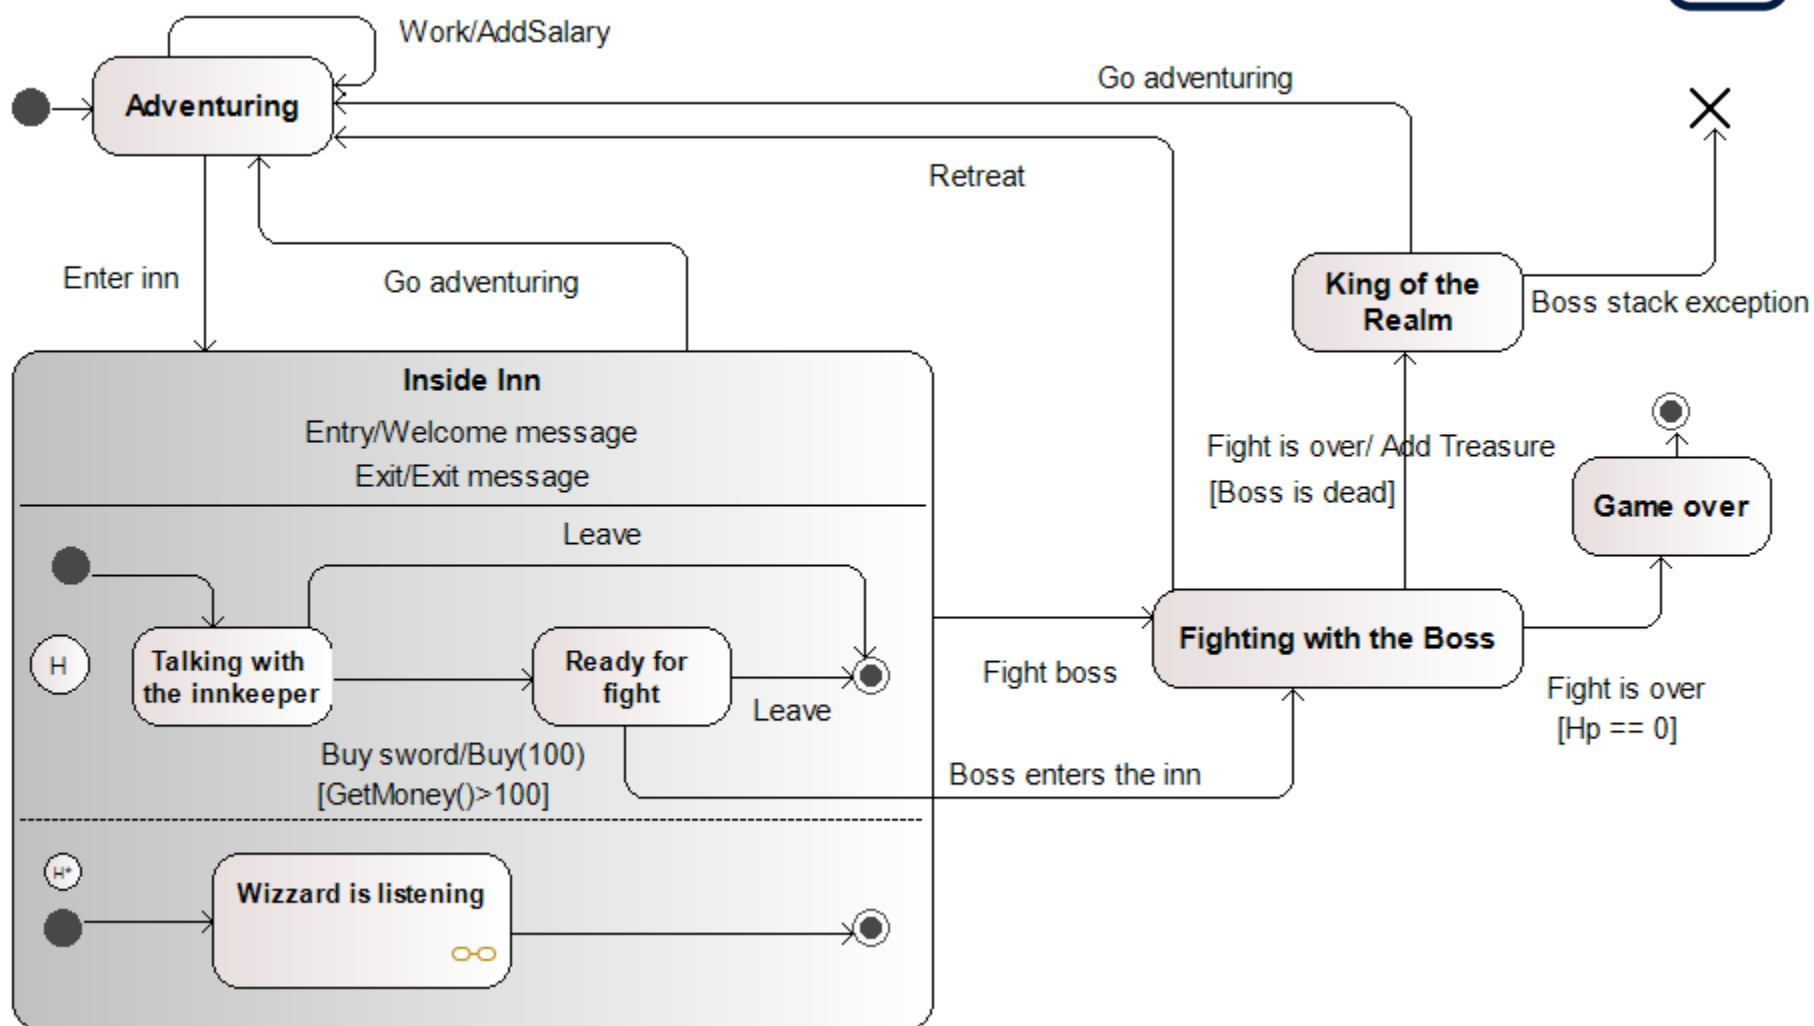 Work/AddSalary
Adventuring
Go adventuring
Retreat
Enter inn
Go adventuring
King of the
Realm
Boss stack exception
Inside Inn
Entry/Welcome message
Exit/Exit message
Fight is over/ Add Treasure
[Boss is dead]
Game over
Leave
H
Talking with
the innkeeper
Ready for
fight
Leave
Fight boss
Fighting with the Boss
Fight is over
[Hp == 0]
Buy sword/Buy(100)
[GetMoney()>100]
Boss enters the inn
H*
Wizzard is listening